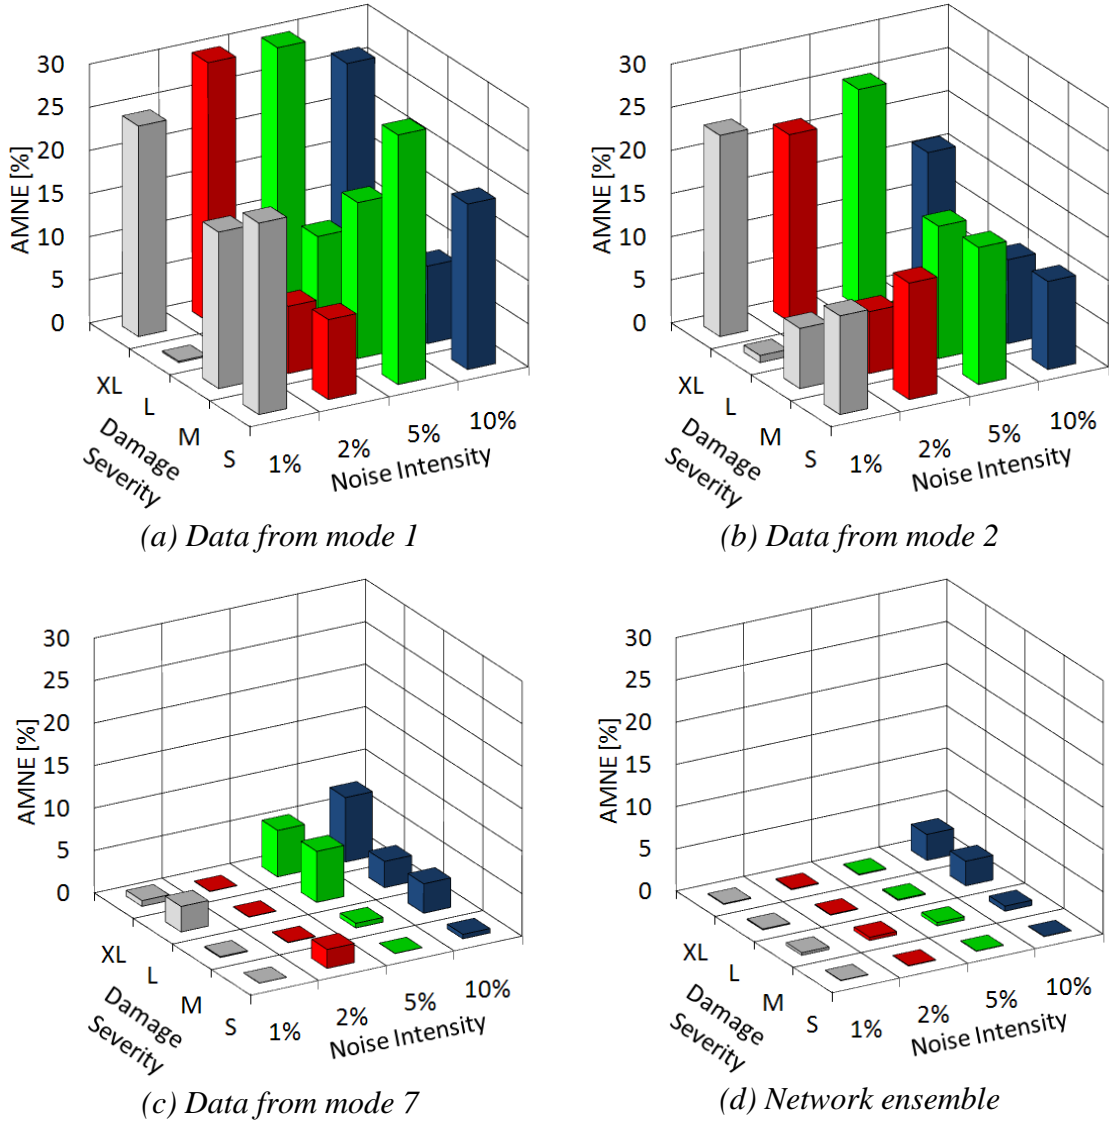 30
25
20
15
10
5
0
AMNE [%]
XL
L
M
S
Damage
Severity
1%
2%
5%
10%
Noise Intensity
(a) Data from mode 1
30
25
20
15
10
5
0
AMNE [%]
XL
L
M
S
Damage
Severity
1%
2%
5%
10%
Noise Intensity
(b) Data from mode 2
30
25
20
15
10
5
0
AMNE [%]
XL
L
M
S
Damage
Severity
1%
2%
5%
10%
Noise Intensity
(c) Data from mode 7
30
25
20
15
10
5
0
AMNE [%]
XL
L
M
S
Damage
Severity
1%
2%
5%
10%
Noise Intensity
(d) Network ensemble